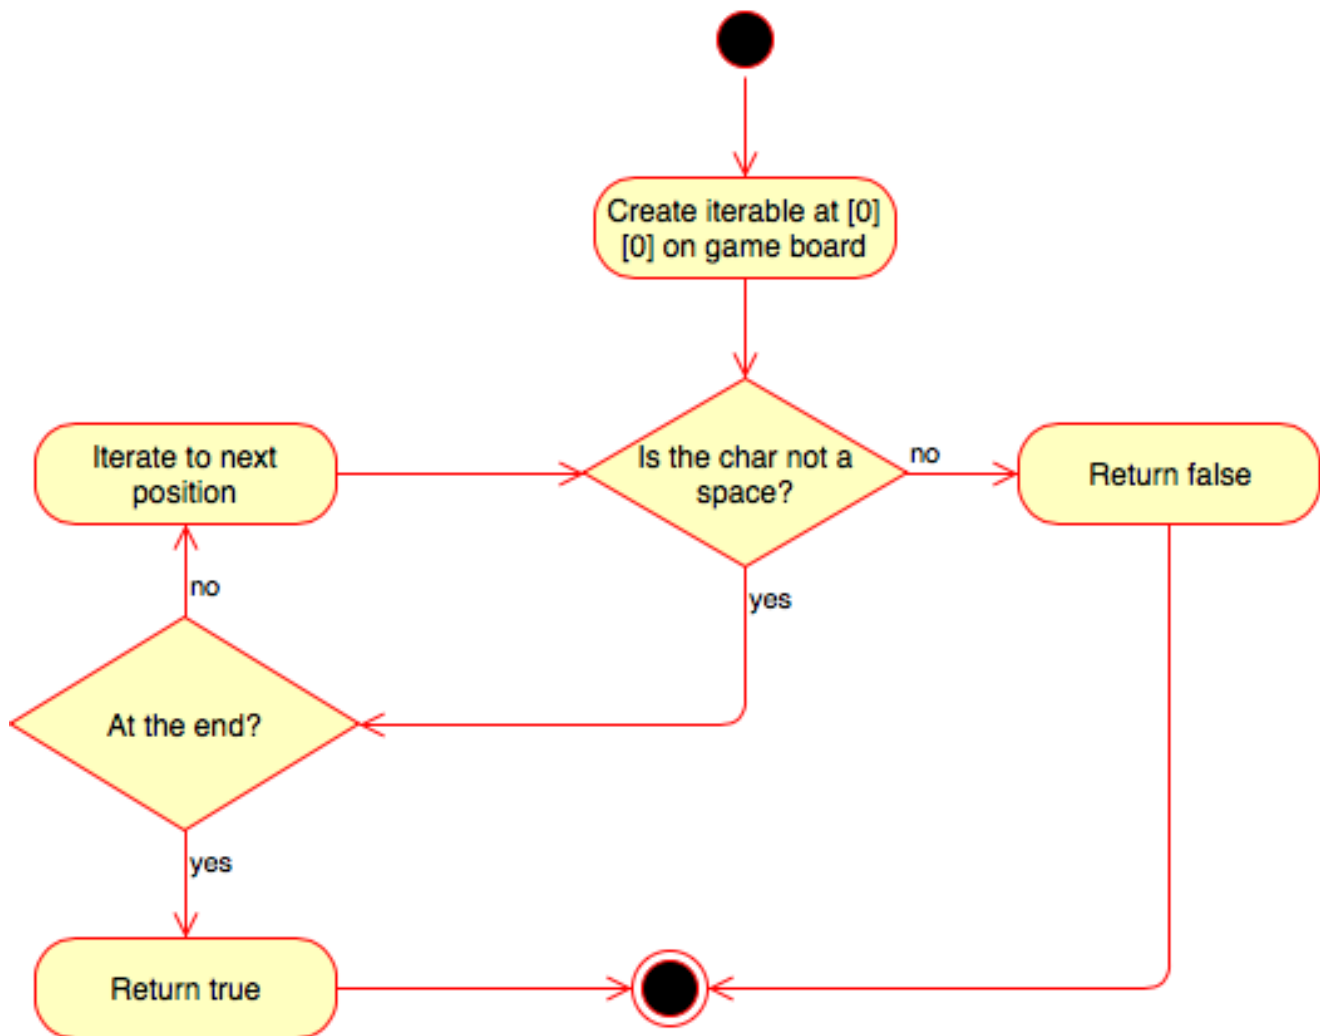 Create iterable at [0]
[0] on game board
Iterate to next
position
Is the char not a
space?
no
Return false
no
yes
At the end?
yes
Return true